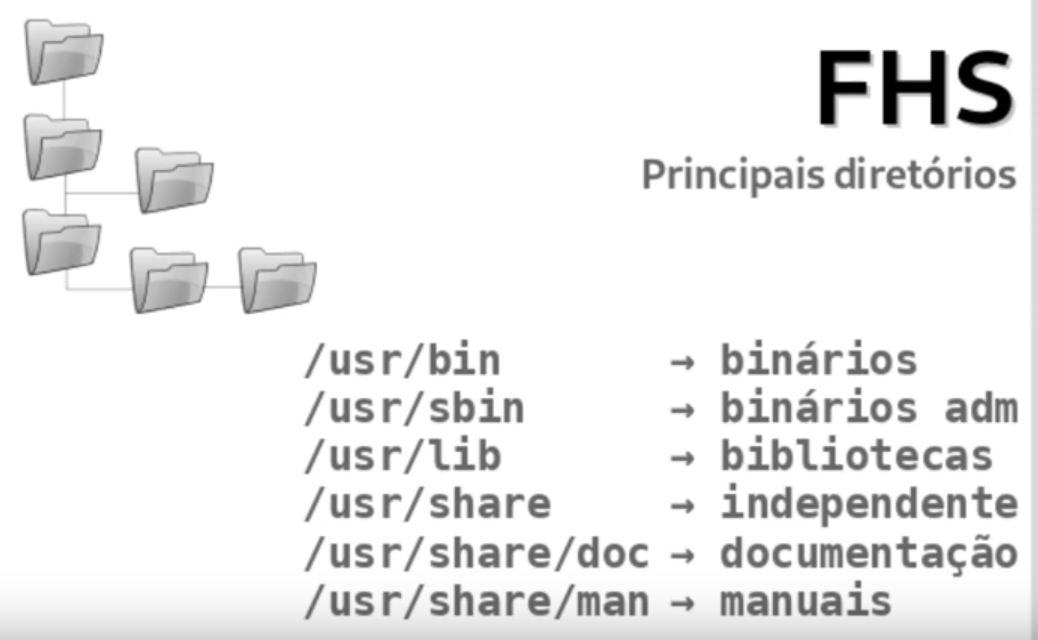 FHS
Principais diretórios
/usr/bin → binários
/usr/sbin → binários adm
/usr/lib → bibliotecas
/usr/share → independente
/usr/share/doc → documentação
/usr/share/man → manuais